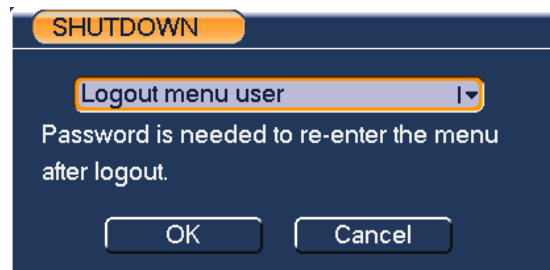 SHUTDOWN
Logout menu user
Password is needed to re-enter the menu
after logout.
OK Cancel